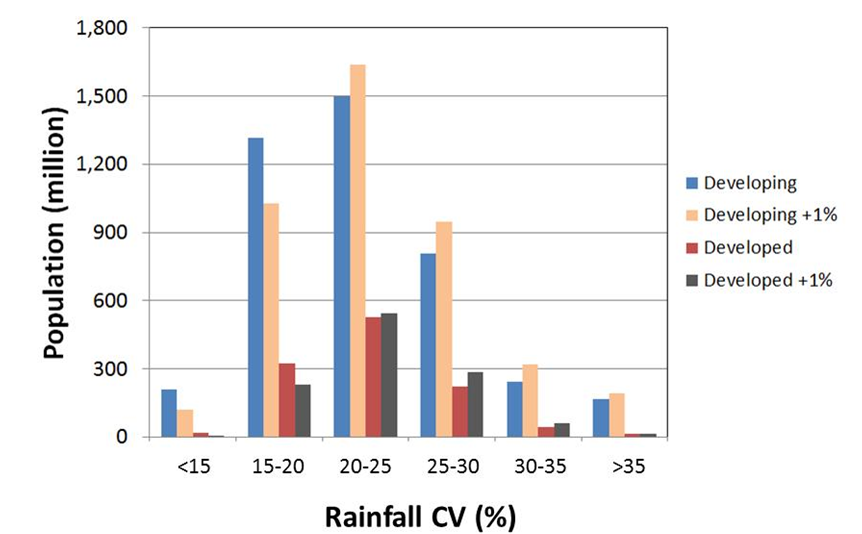 Population (million)
1,800
1,500
1,200
900
600
300
0
<15 15-20 20-25 25-30 30-35 >35
Rainfall CV (%)
Developing
Developing +1%
Developed
Developed +1%